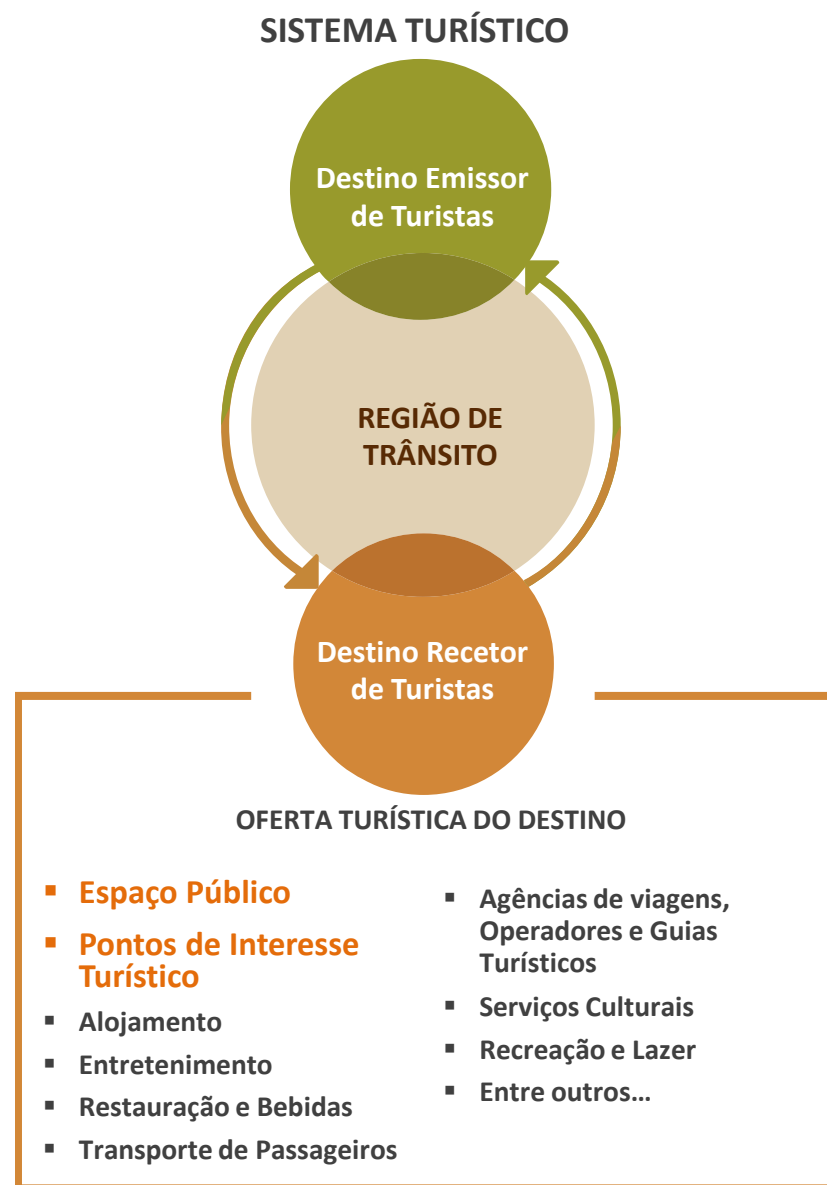 SISTEMA TURÍSTICO
Destino Emissor
de Turistas
REGIÃO DE
TRÂNSITO
Destino Recetor
de Turistas
OFERTA TURÍSTICA DO DESTINO
▪ Espaço Público
▪ Pontos de Interesse
Turístico
▪ Alojamento
▪ Entretenimento
▪ Restauração e Bebidas
▪ Transporte de Passageiros
▪ Agências de viagens,
Operadores e Guias
Turísticos
▪ Serviços Culturais
▪ Recreação e Lazer
▪ Entre outros…